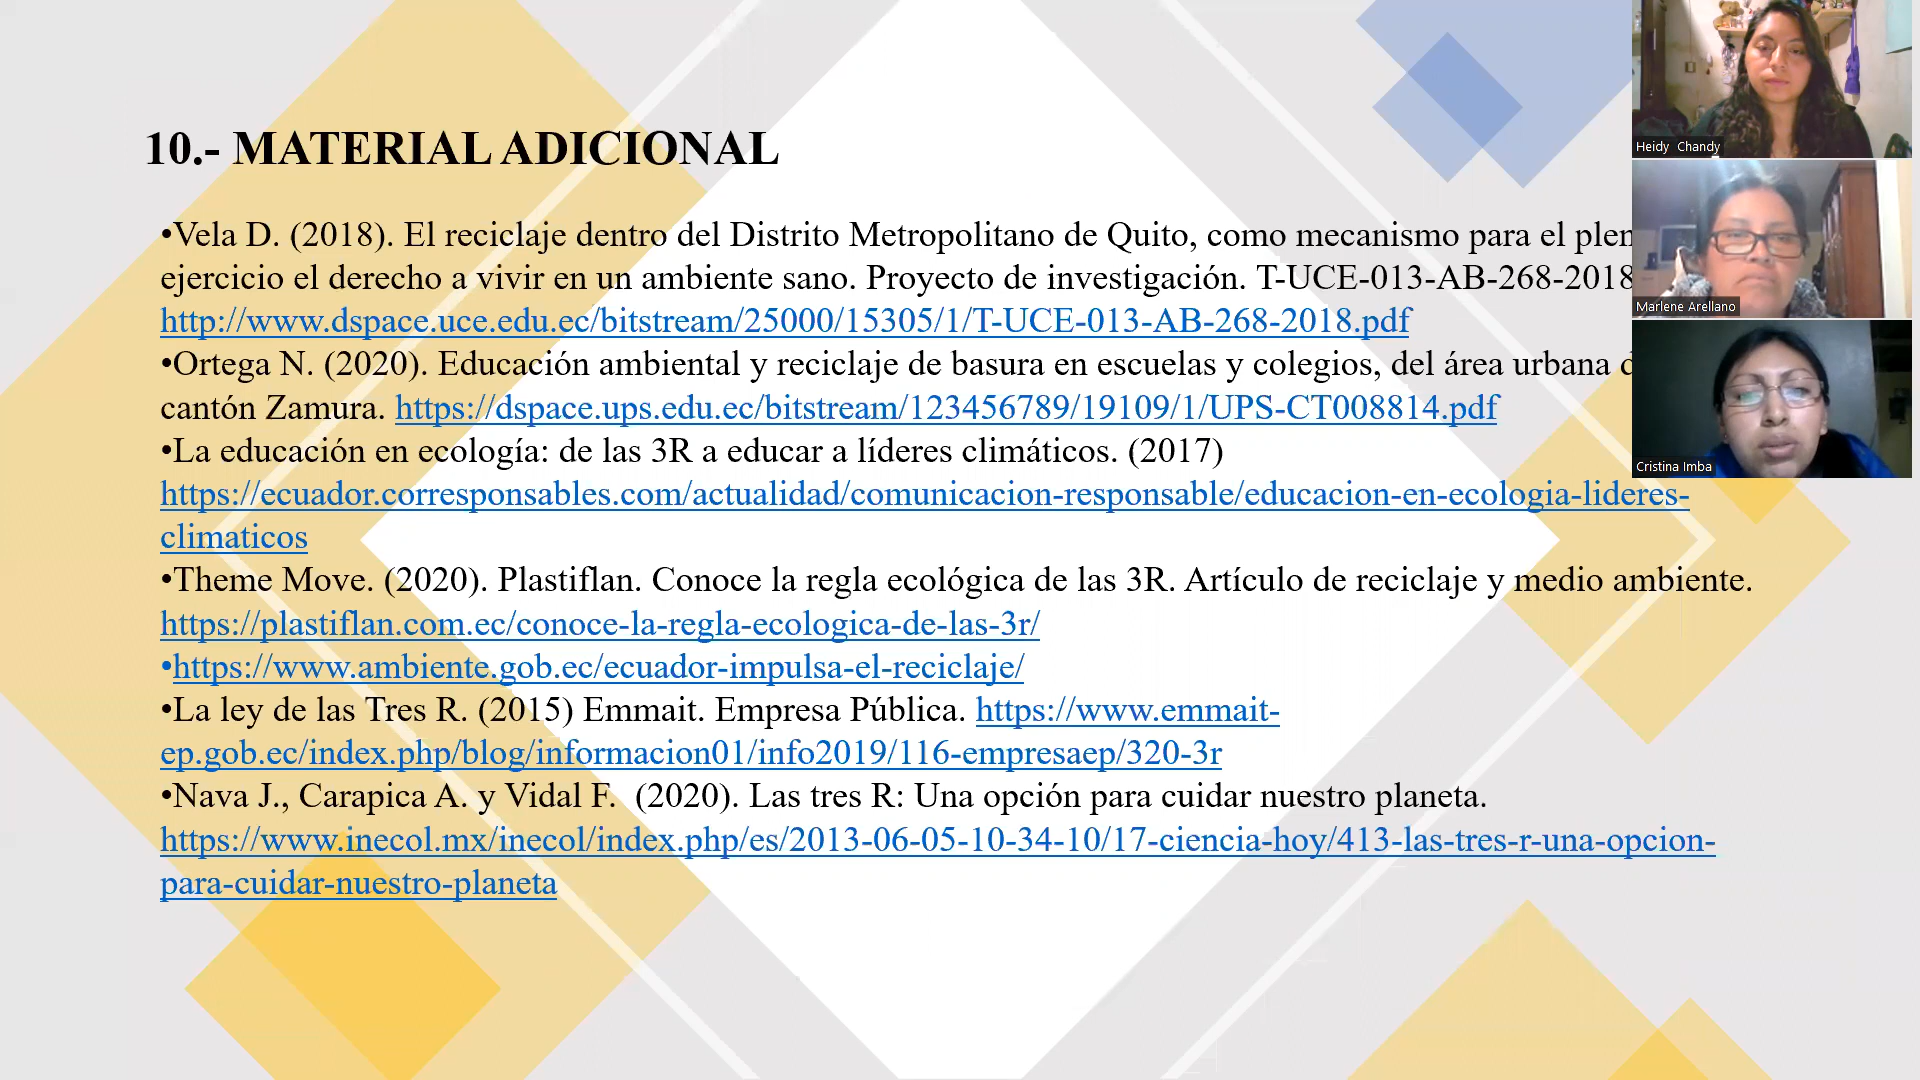 10.- MATERIAL ADICIONAL
•Vela D. (2018). El reciclaje dentro del Distrito Metropolitano de Quito, como mecanismo para el
ejercicio el derecho a vivir en un ambiente sano. Proyecto de investigación. T-UCE-013-AB-268-2018
http://www.dspace.uce.edu.ec/bitstream/25000/15305/1/T-UCE-013-AB-268-2018.pdf
•Ortega N. (2020). Educación ambiental y reciclaje de basura en escuelas y colegios, del área urbana
cantón Zamura. https://dspace.ups.edu.ec/bitstream/123456789/19109/1/UPS-CT008814.pdf
•La educación en ecología: de las 3R a educar a líderes climáticos. (2017)
https://ecuador.corresponsables.com/actualidad/comunicacion-responsable/educacion-en-ecologia-lideres-
climaticos
•Theme Move. (2020). Plastiflan. Conoce la regla ecológica de las 3R. Artículo de reciclaje y medio ambiente.
https://plastiflan.com.ec/conoce-la-regla-ecologica-de-las-3r/
•https://www.ambiente.gob.ec/ecuador-impulsa-el-reciclaje/
•La ley de las Tres R. (2015) Emmait. Empresa Pública. https://www.emmait-
ep.gob.ec/index.php/blog/informacion01/info2019/116-empresaep/320-3r
•Nava J., Carapica A. y Vidal F.  (2020). Las tres R: Una opción para cuidar nuestro planeta.
https://www.inecol.mx/inecol/index.php/es/2013-06-05-10-34-10/17-ciencia-hoy/413-las-tres-r-una-opcion-
para-cuidar-nuestro-planeta
Heidy Chandy
Marlene Arellano
Cristina Imba